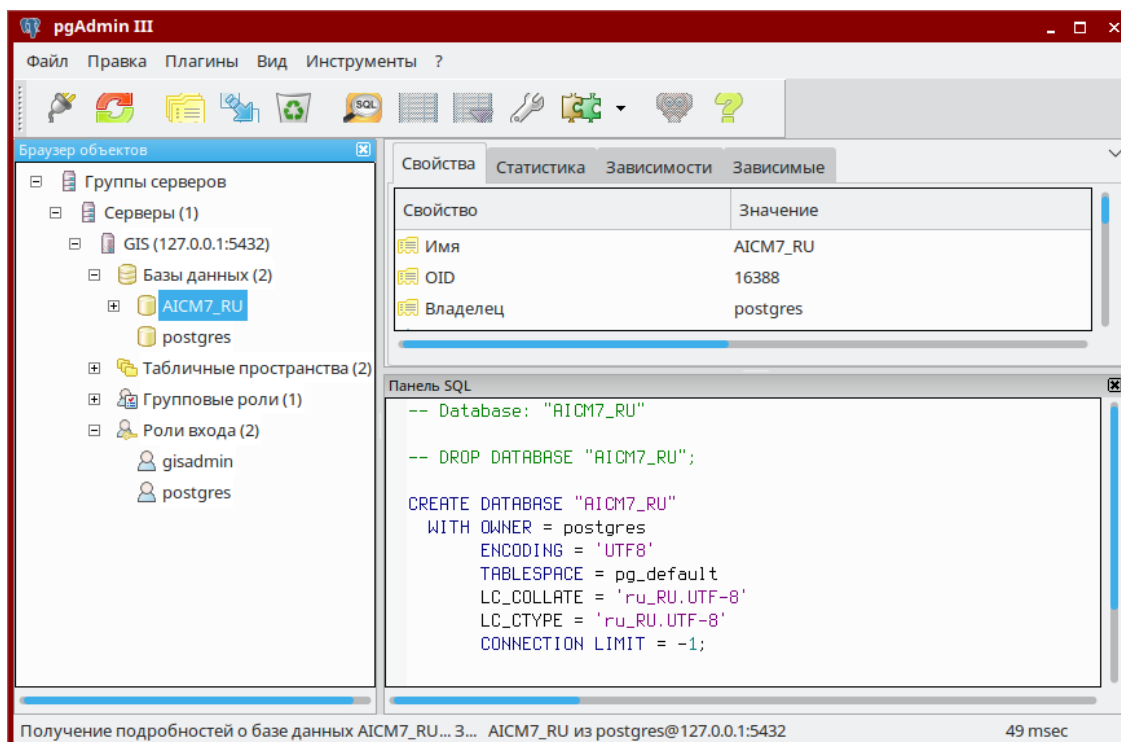 pgAdmin III
Файл Правка Плагины Вид Инструменты ?
SQL
Браузер объектов
Группы серверов
Серверы (1)
GIS (127.0.0.1:5432)
Базы данных (2)
AICM7_RU
postgres
Табличные пространства (2)
Групповые роли (1)
Роли входа (2)
gisadmin
postgres
Свойства Статистика Зависимости Зависимые
Свойство Значение
Имя AICM7_RU
OID 16388
Владелец postgres
Панель SQL
-- Database: "AICM7_RU"
-- DROP DATABASE "AICM7_RU";
CREATE DATABASE "AICM7_RU"
WITH OWNER = postgres
ENCODING = 'UTF8'
TABLESPACE = pg_default
LC_COLLATE = 'ru_RU.UTF-8'
LC_CTYPE = 'ru_RU.UTF-8'
CONNECTION LIMIT = -1;
Получение подробностей о базе данных AICM7_RU... З... AICM7_RU из postgres@127.0.0.1:5432 49 msec